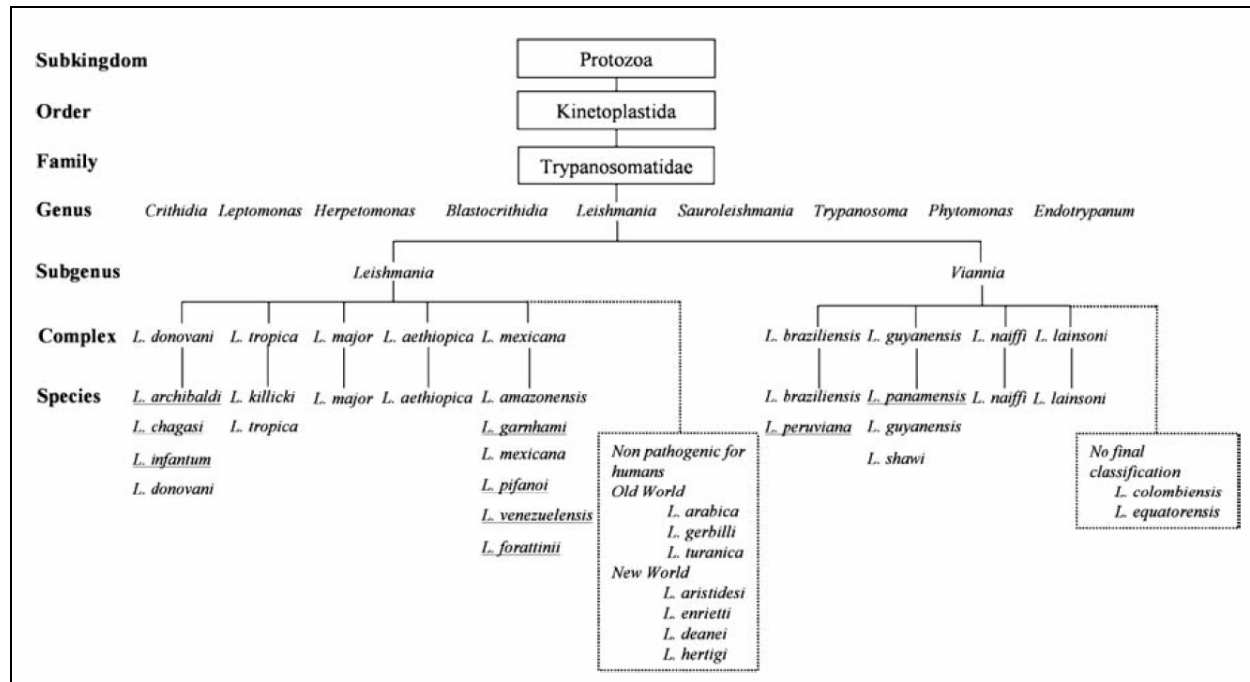 Subkingdom Protozoa
Order Kinetoplastida
Family Trypanosomatidae
Genus Crithidia Leptomonas Herpetomonas Blastocrithidia Leishmania Sauroleishmania Trypanosoma Phytomonas Endotrypanum
Subgenus Leishmania Viannia
Complex L. donovani L. tropica L. major L. aethiopica L. mexicana L. braziliensis L. guyanensis L. naiffi L. lainsoni
Species L. archibaldi L. killicki L. major L. aethiopica L. amazonensis L. braziliensis L. panamensis L. naiffi L. lainsoni
L. chagasi L. tropica L. garnhami L. peruviana L. guyanensis
L. infantum L. mexicana L. shawi
L. donovani L. pifanoi
L. venezuelensis
L. forattinii
Non pathogenic for
humans
Old World
L. arabica
L. gerbilli
L. turanica
New World
L. aristidesi
L. enrietti
L. deanei
L. hertigi
No final
classification
L. colombiensis
L. equatorensis